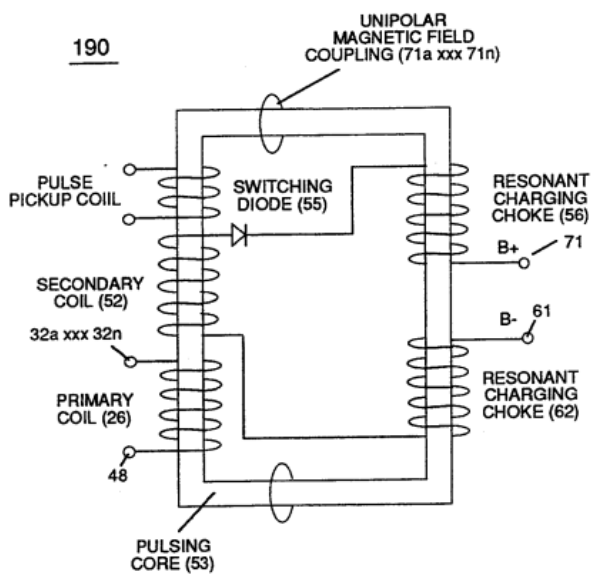 190
UNIPOLAR
MAGNETIC FIELD
COUPLING (71a xxx 71n)
PULSE
PICKUP COIIL
SWITCHING
DIODE (55)
RESONANT
CHARGING
CHOKE (56)
B+
71
SECONDARY
COIL (52)
32a xxx 32n
B-
61
PRIMARY
COIL (26)
RESONANT
CHARGING
CHOKE (62)
48
PULSING
CORE (53)